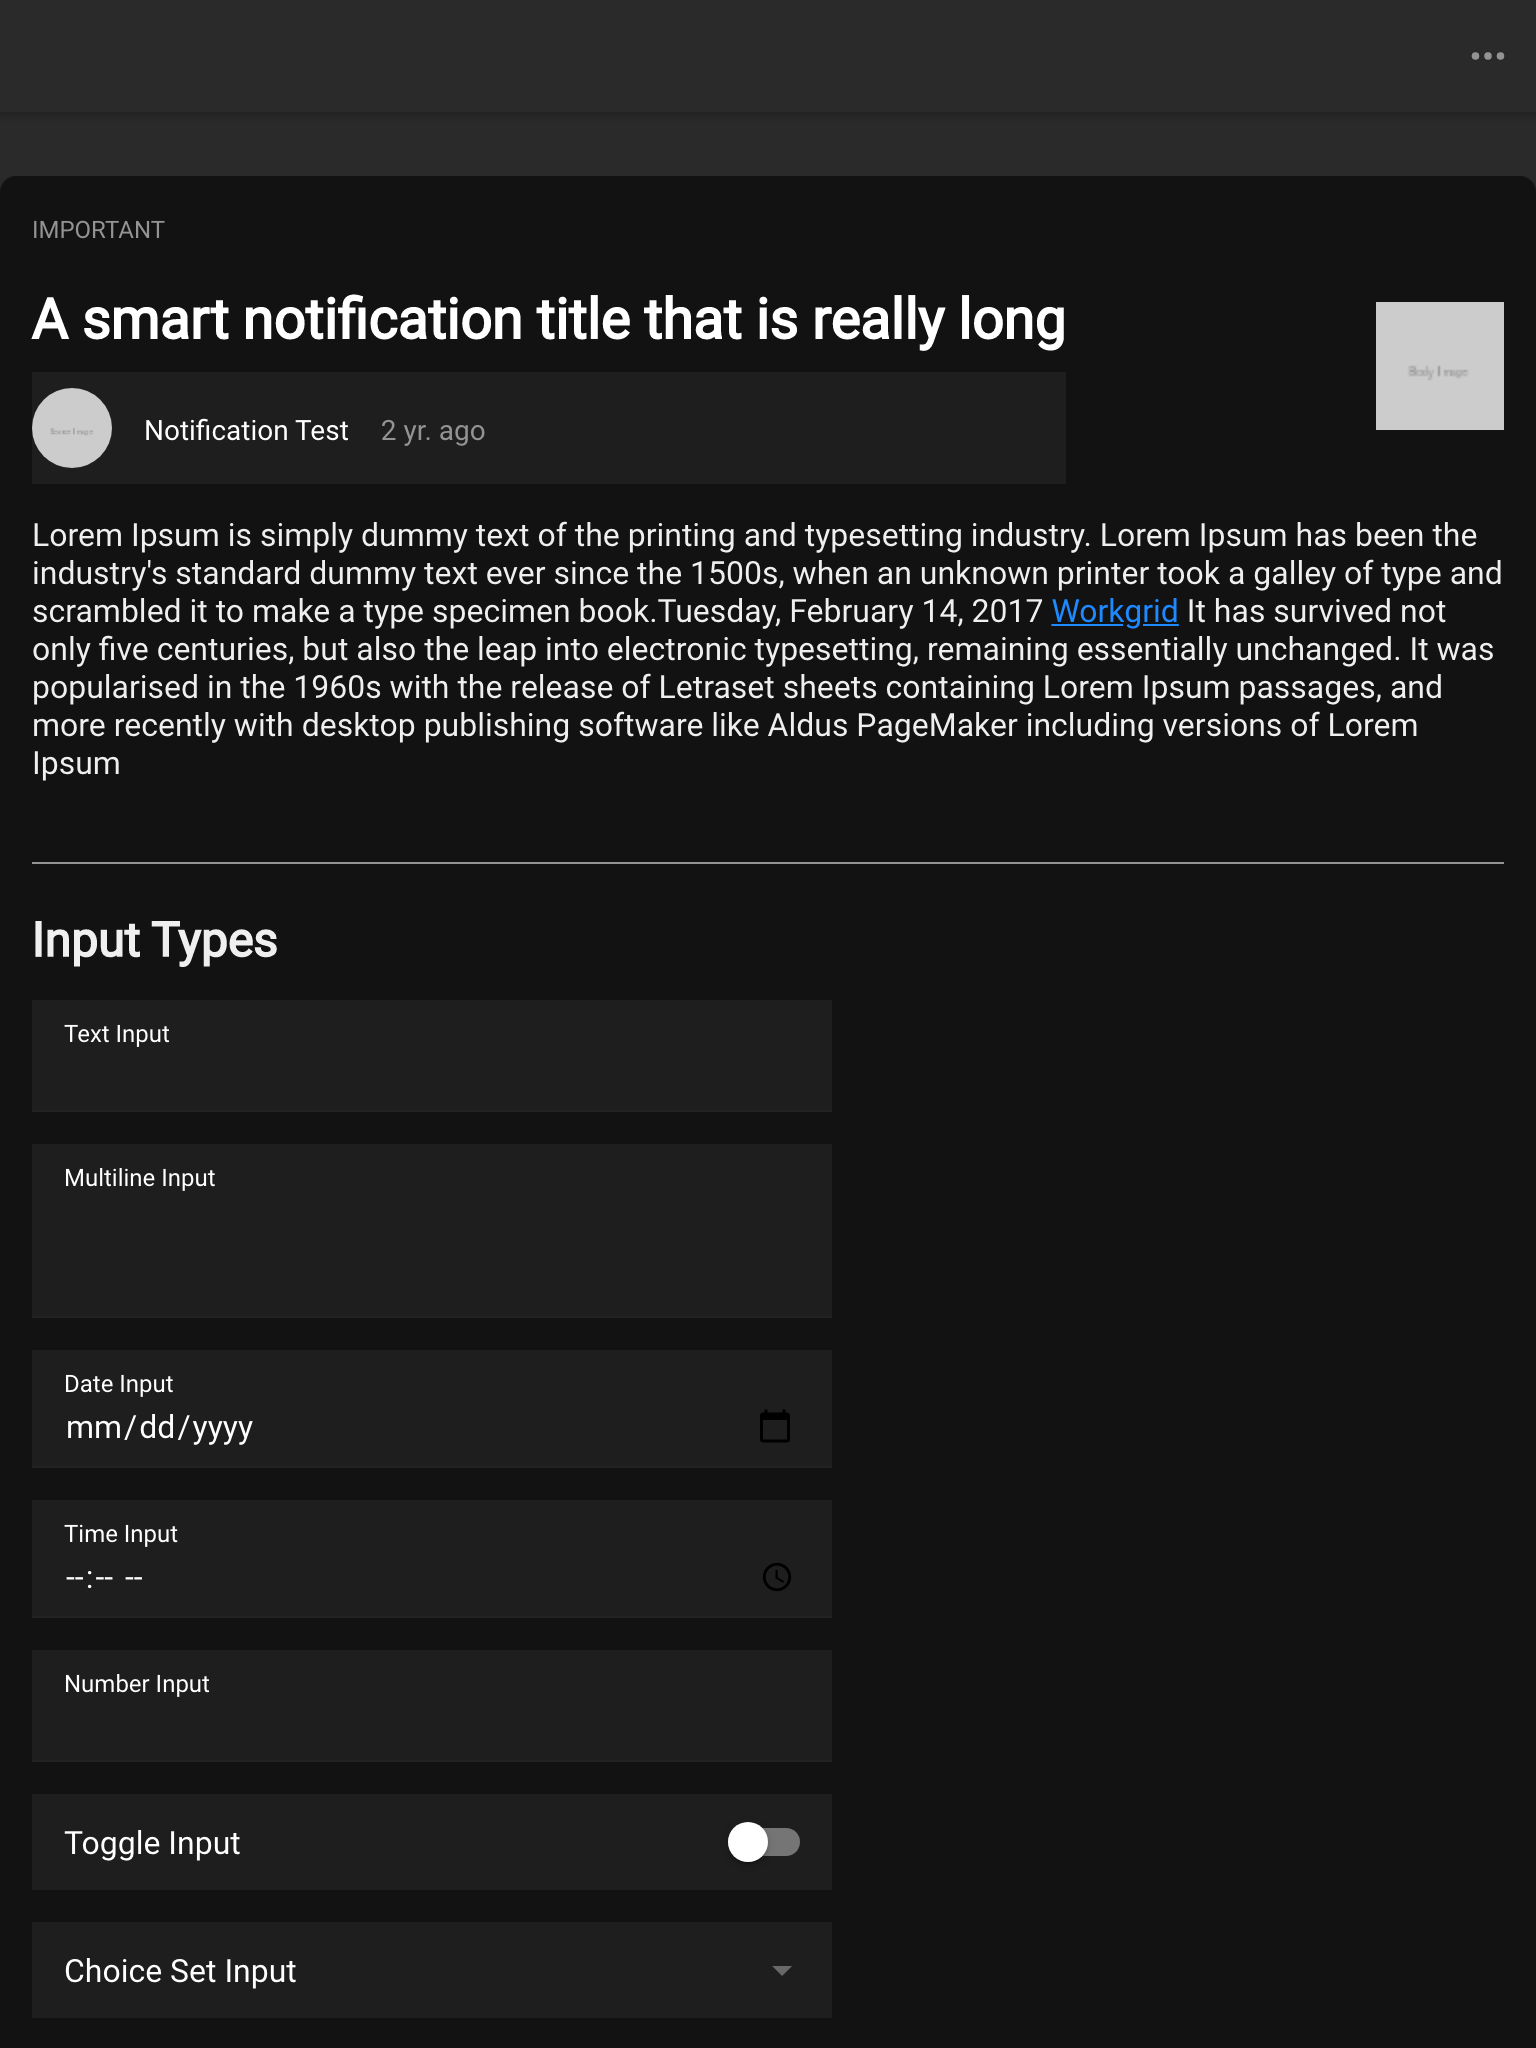 IMPORTANT
A smart notification title that is really long
Body Image
Notification Test 2 yr. ago
Lorem Ipsum is simply dummy text of the printing and typesetting industry. Lorem Ipsum has been the
industry's standard dummy text ever since the 1500s, when an unknown printer took a galley of type and
scrambled it to make a type specimen book.Tuesday, February 14, 2017 Workgrid It has survived not
only five centuries, but also the leap into electronic typesetting, remaining essentially unchanged. It was
popularised in the 1960s with the release of Letraset sheets containing Lorem Ipsum passages, and
more recently with desktop publishing software like Aldus PageMaker including versions of Lorem
Ipsum
Input Types
Text Input
Multiline Input
Date Input
mm/dd/yyyy
Time Input
--:-- --
Number Input
Toggle Input
Choice Set Input